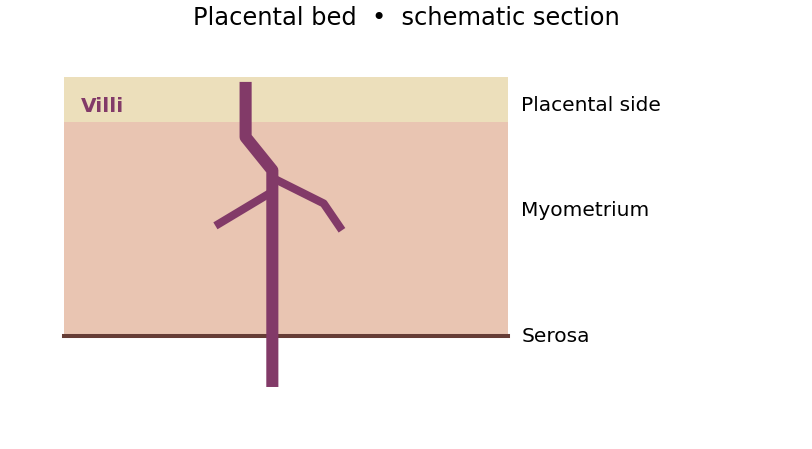 Placental bed • schematic section
Villi
Placental side
Myometrium
Serosa